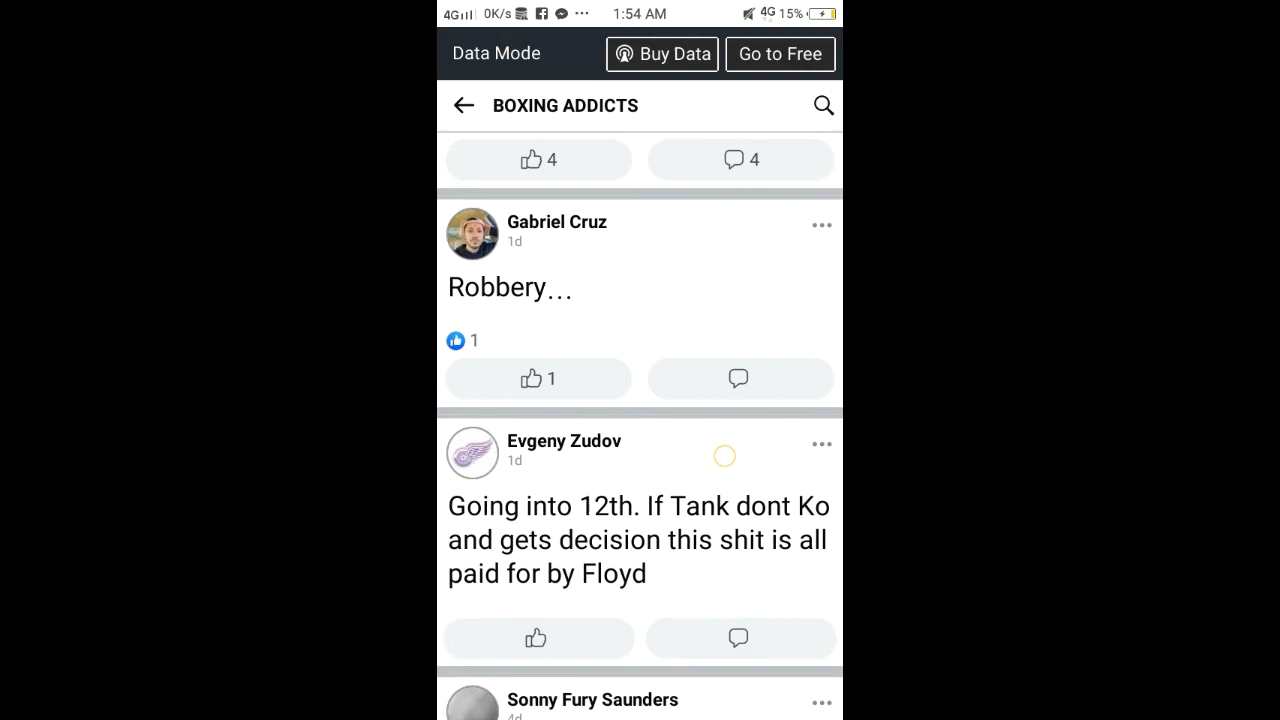 4G 0K/s ... 1:54 AM 4G 15%
Data Mode Buy Data Go to Free
BOXING ADDICTS
4 4
Gabriel Cruz
1d
Robbery...
1
1
Evgeny Zudov
1d
Going into 12th. If Tank dont Ko
and gets decision this shit is all
paid for by Floyd
Sonny Fury Saunders
4d